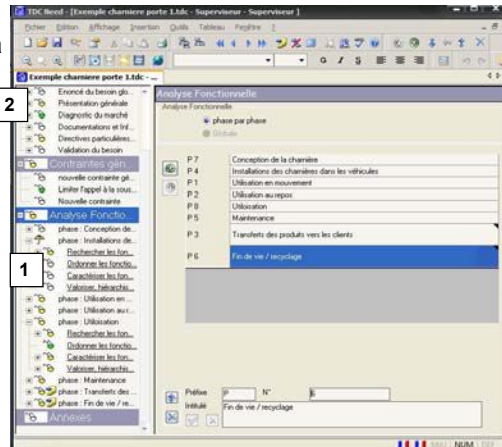 TDC Need - [Exemple charniere porte 1.tdc - Superviseur - Superviseur ]
Fichier Edition Affichage Insertion Outils Tableau Fenêtre ?
G I S
Exemple charniere porte 1.tdc - ...
2
Enoncé du besoin glo...
Présentation générale
Diagnostic du marché
Documentations et Inf...
Directives particulières...
Validation du besoin
Contraintes gén...
nouvelle contrainte gé...
Limiter l'appel à la sous...
Nouvelle contrainte
Analyse Fonctio...
phase : Conception de...
phase : Installations de...
1
Rechercher les fon...
Ordonner les fonctio...
Caractériser les fon...
Valoriser, hiérarchis...
phase : Utilisation en ...
phase : Utilisation au r...
phase : Utiloisation
Rechercher les fon...
Ordonner les fonctio...
Caractériser les fon...
Valoriser, hiérarchis...
phase : Maintenance
phase : Transferts des ...
phase : Fin de vie / re...
Annexes
Analyse Fonctionnelle
Analyse Fonctionnelle
phase par phase
Globale
P 7 Conception de la charnière
P 4 Installations des charnières dans les véhicules
P 1 Utilisation en mouvement
P 2 Utilisation au repos
P 8 Utiloisation
P 5 Maintenance
P 3 Transferts des produits vers les clients
P 6 Fin de vie / recyclage
Préfixe P N° 6
Intitulé Fin de vie / recyclage
MAJ NUM DEF